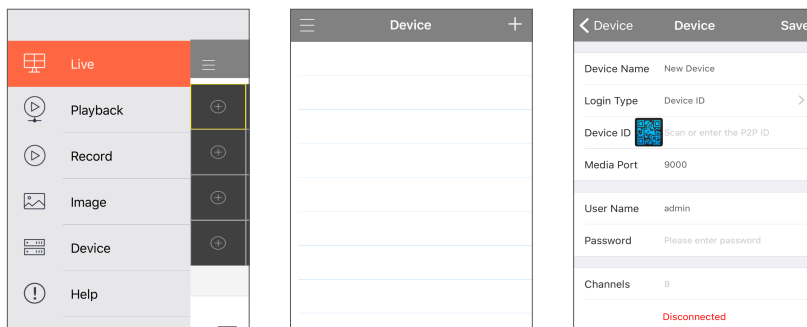 Live
Playback
Record
Image
Device
Help
Device
Device
Device
Save
Device Name New Device
Login Type Device ID
Device ID Scan or enter the P2P ID
Media Port 9000
User Name admin
Password Please enter password
Channels 8
Disconnected